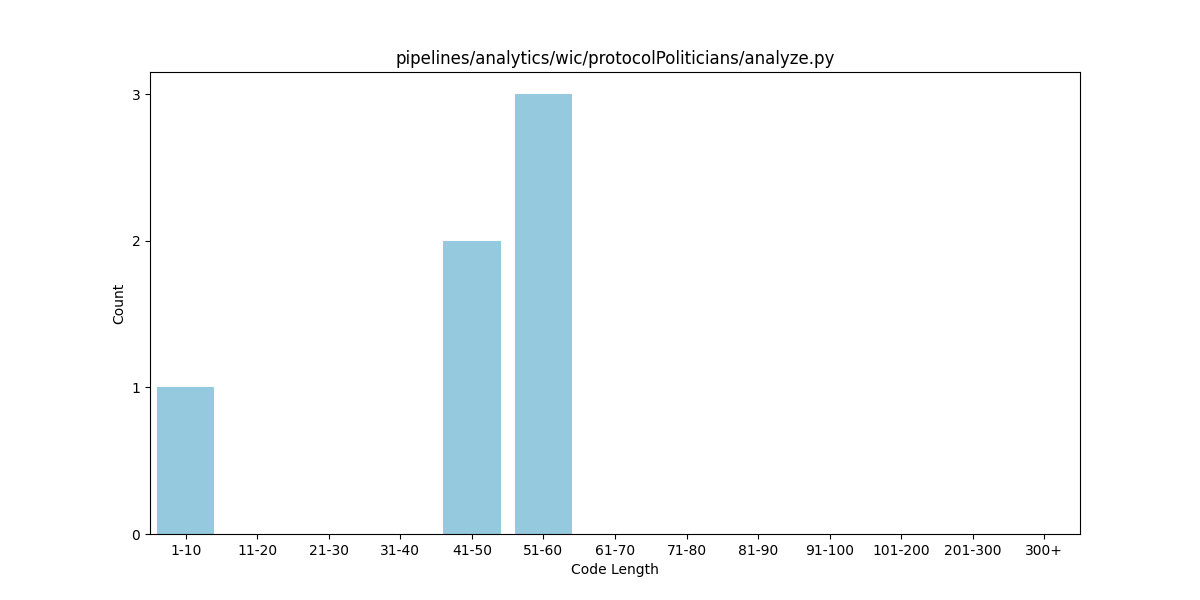 pipelines/analytics/wic/protocolPoliticians/analyze.py
3
2
1
0
Count
1-10 11-20 21-30 31-40 41-50 51-60 61-70 71-80 81-90 91-100 101-200 201-300 300+
Code Length